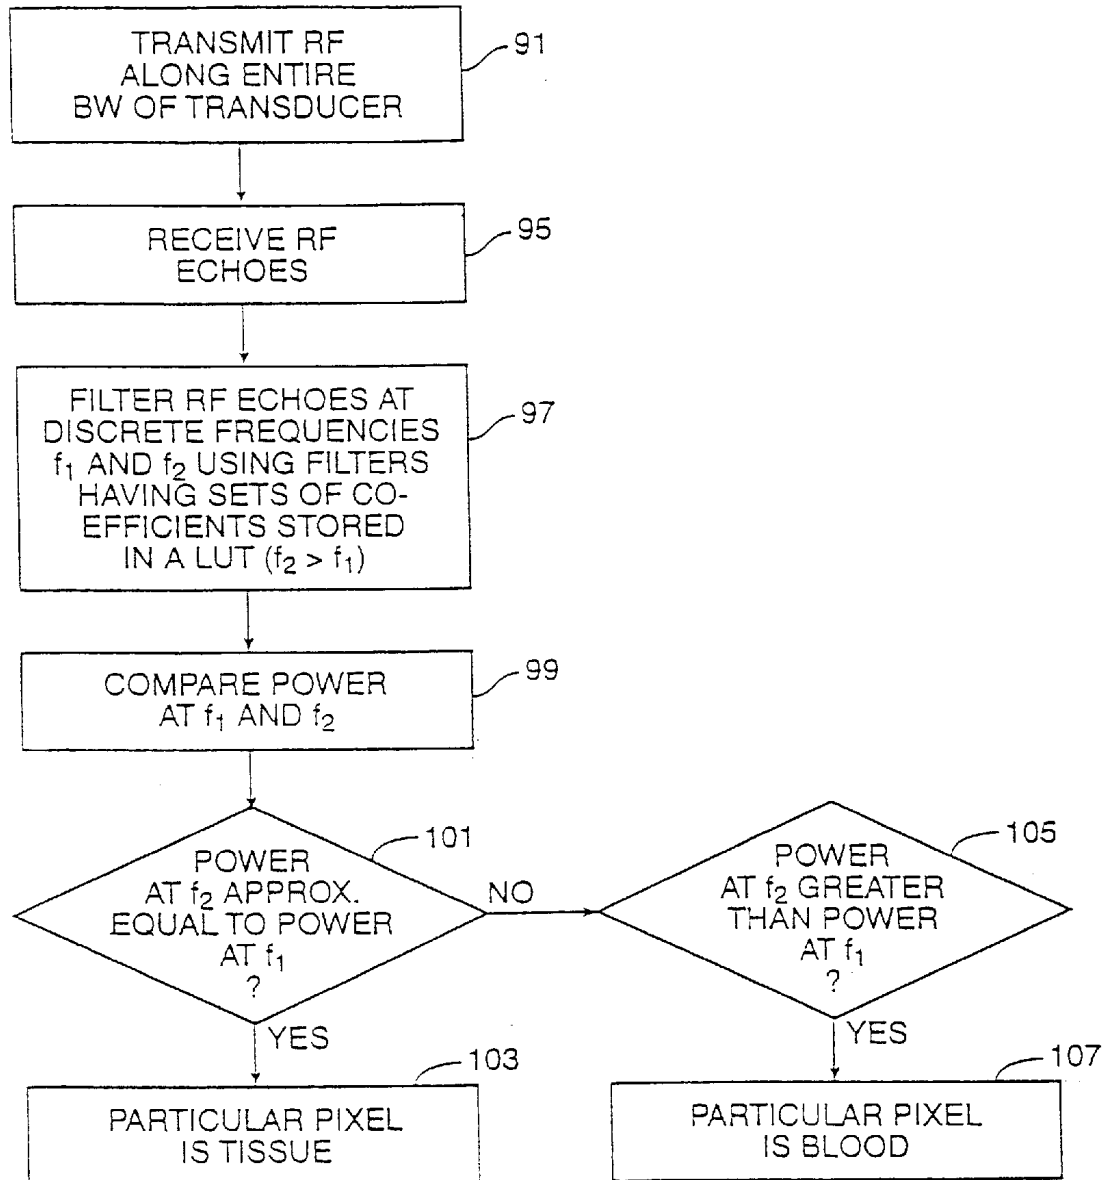 TRANSMIT RF
ALONG ENTIRE
BW OF TRANSDUCER
91
RECEIVE RF
ECHOES
95
FILTER RF ECHOES AT
DISCRETE FREQUENCIES
f₁ AND f₂ USING FILTERS
HAVING SETS OF CO-
EFFICIENTS STORED
IN A LUT (f₂ > f₁)
97
COMPARE POWER
AT f₁ AND f₂
99
POWER
AT f₂ APPROX.
EQUAL TO POWER
AT f₁
?
101
NO
POWER
AT f₂ GREATER
THAN POWER
AT f₁
?
105
YES
YES
PARTICULAR PIXEL
IS TISSUE
103
PARTICULAR PIXEL
IS BLOOD
107